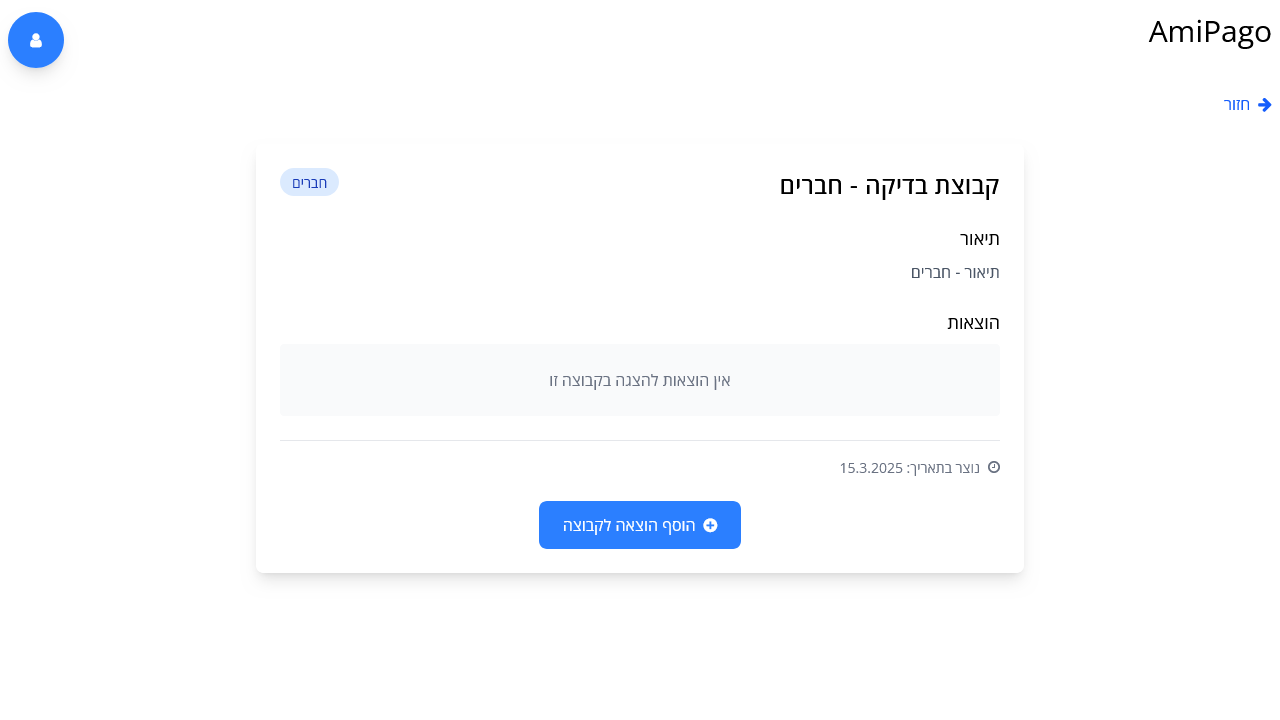 AmiPago
חזור
קבוצת בדיקה - חברים
חברים
תיאור
תיאור - חברים
הוצאות
אין הוצאות להצגה בקבוצה זו
נוצר בתאריך: 15.3.2025
הוסף הוצאה לקבוצה